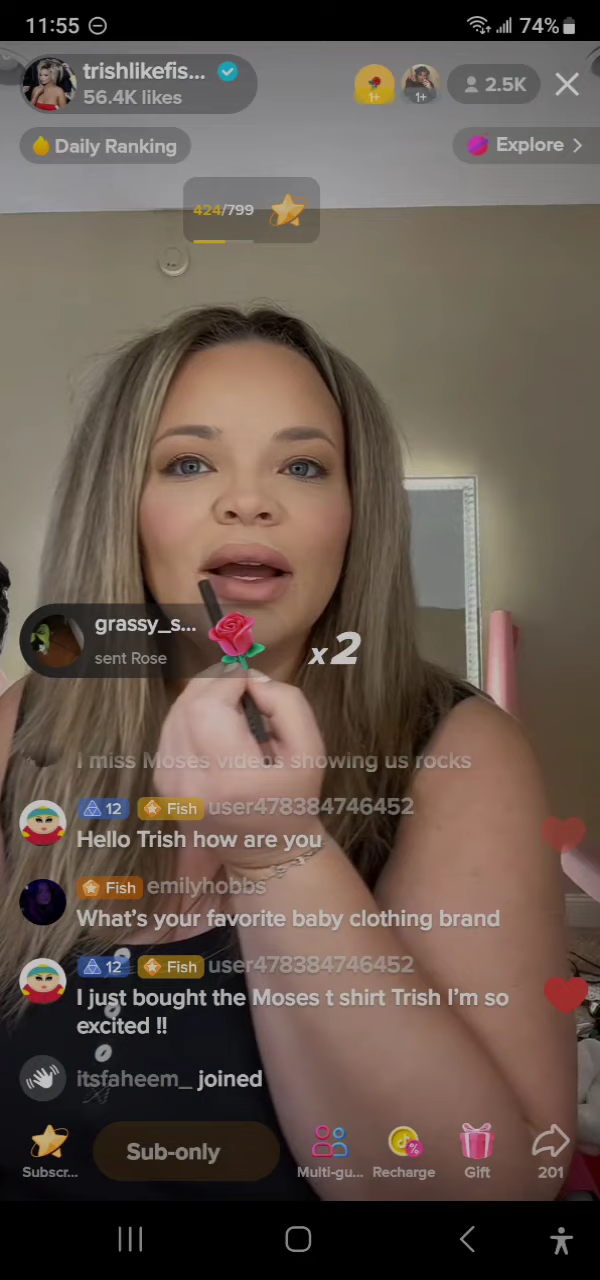 11:55
74%
trishlikefis...
56.4K likes
1+
1+
2.5K
Daily Ranking
Explore >
424/799
grassy_s...
sent Rose
x2
I miss Moses videos showing us rocks
12 Fish user478384746452
Hello Trish how are you
Fish emilyhobbs
What's your favorite baby clothing brand
12 Fish user478384746452
I just bought the Moses t shirt Trish I'm so
excited !!
itsfaheem_ joined
Sub-only
Subscr...
Multi-gu...
Recharge
Gift
201